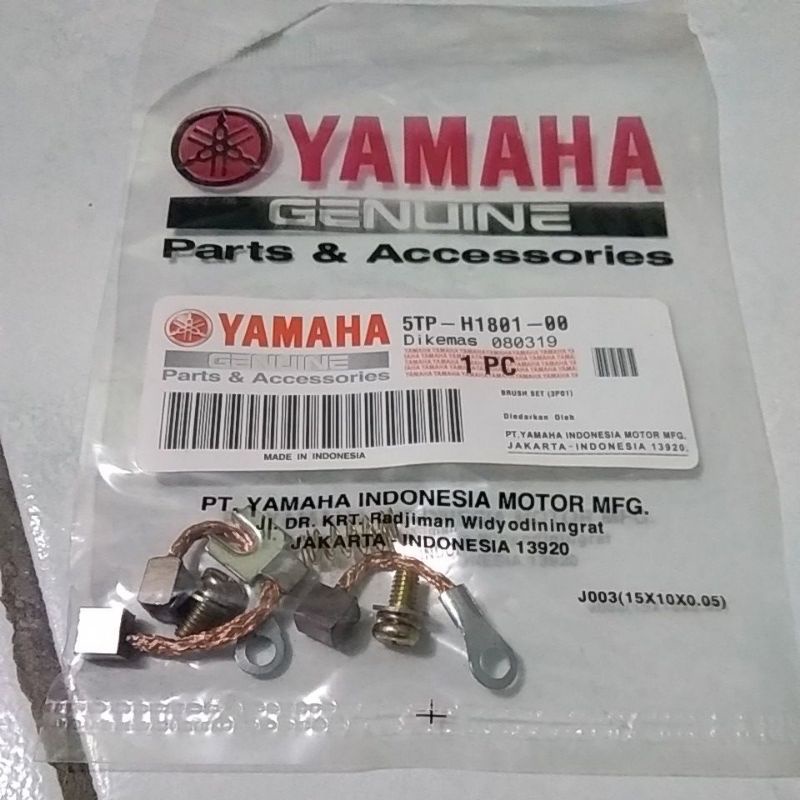 YAMAHA
GENUINE
Parts & Accessories
YAMAHA
GENUINE
Parts & Accessories
5TP-H1801-00
Dikemas 080319
1 PC
BRUSH SET (3P01)
Diedarkan Oleh
PT.YAMAHA INDONESIA MOTOR MFG.
JAKARTA-INDONESIA 13920.
MADE IN INDONESIA
PT. YAMAHA INDONESIA MOTOR MFG.
Jl. DR. KRT. Radjiman Widyodiningrat
JAKARTA - INDONESIA 13920
J003(15X10X0.05)